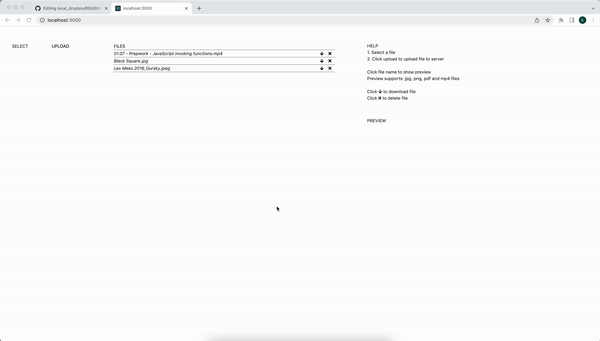 Editing local_dropbox/READM
localhost:3000
localhost:3000
SELECT
UPLOAD
FILES
01.07 - Prepwork - JavaScript invoking functions.mp4
Black Square.jpg
Les Mees 2016_Gursky.jpeg
HELP
1. Select a file
2. Click upload to upload file to server
Click file name to show preview
Preview supports: jpg, png, pdf and mp4 files
Click 🡻 to download file
Click ✖ to delete file
PREVIEW